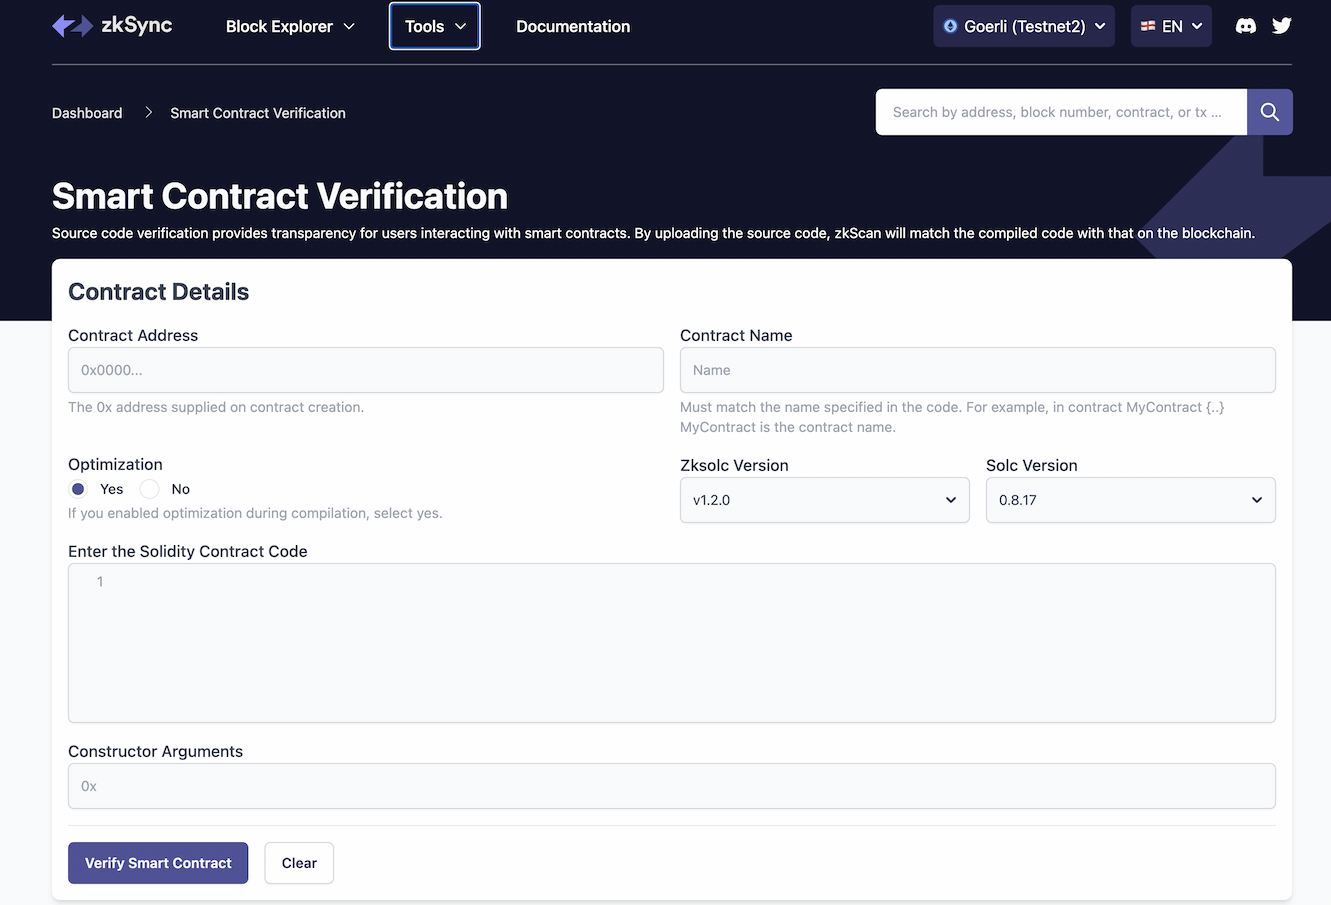 zkSync
Block Explorer
Tools
Documentation
Goerli (Testnet2)
EN
Dashboard
Smart Contract Verification
Search by address, block number, contract, or tx ...
Smart Contract Verification
Source code verification provides transparency for users interacting with smart contracts. By uploading the source code, zkScan will match the compiled code with that on the blockchain.
Contract Details
Contract Address
0x0000...
The 0x address supplied on contract creation.
Contract Name
Name
Must match the name specified in the code. For example, in contract MyContract {..}
MyContract is the contract name.
Optimization
Yes
No
If you enabled optimization during compilation, select yes.
Zksolc Version
v1.2.0
Solc Version
0.8.17
Enter the Solidity Contract Code
1
Constructor Arguments
0x
Verify Smart Contract
Clear